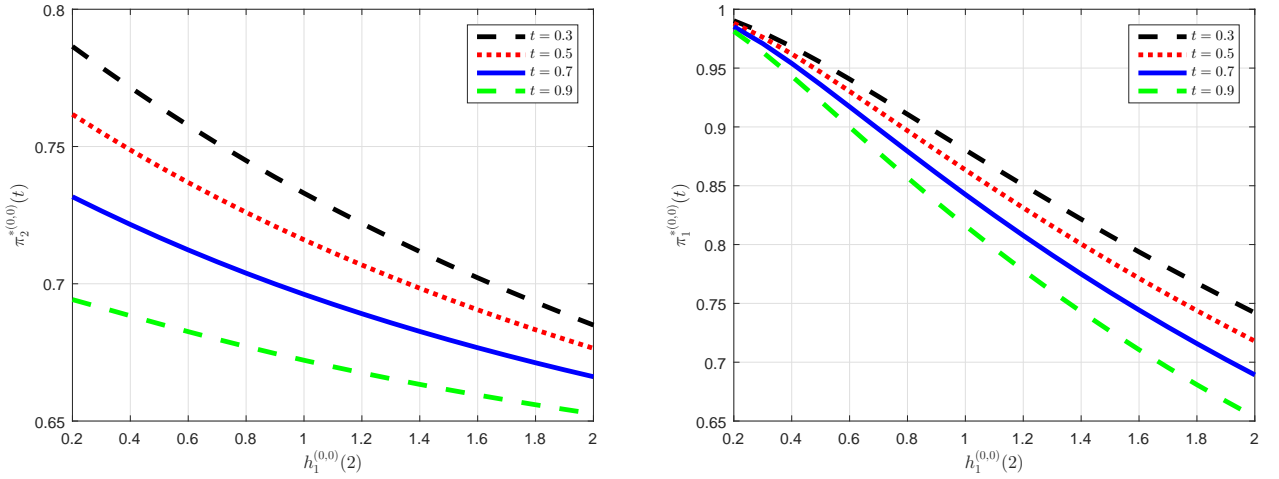 0.8
0.75
0.7
0.65
0.2 0.4 0.6 0.8 1 1.2 1.4 1.6 1.8 2
h_1^{(0,0)}(2)
π_2^{*(0,0)}(t)
t = 0.3
t = 0.5
t = 0.7
t = 0.9
1
0.95
0.9
0.85
0.8
0.75
0.7
0.65
0.2 0.4 0.6 0.8 1 1.2 1.4 1.6 1.8 2
h_1^{(0,0)}(2)
π_1^{*(0,0)}(t)
t = 0.3
t = 0.5
t = 0.7
t = 0.9